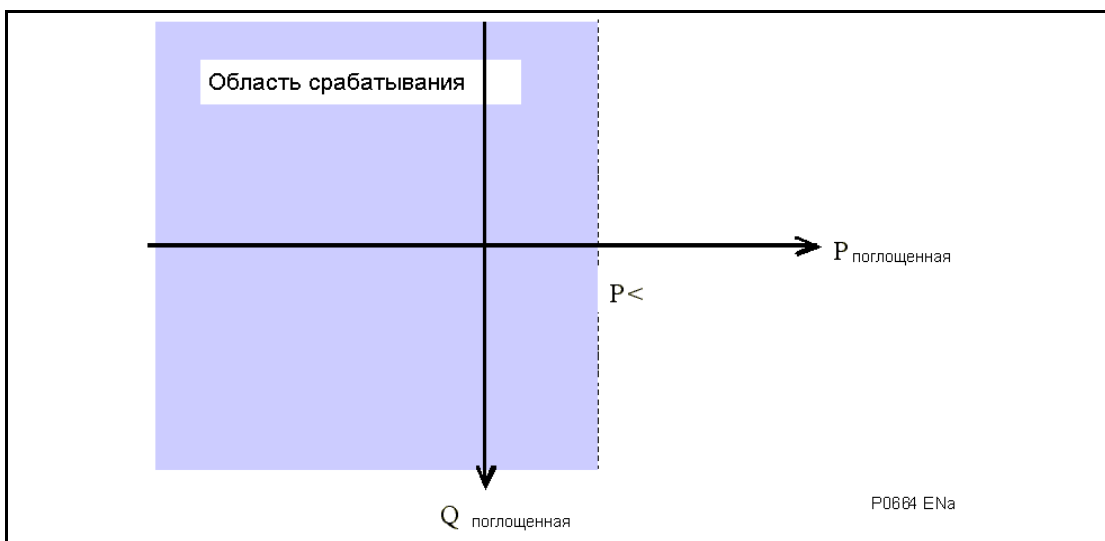 Область срабатывания
P поглощенная
P<
Q поглощенная
P0664 ENa